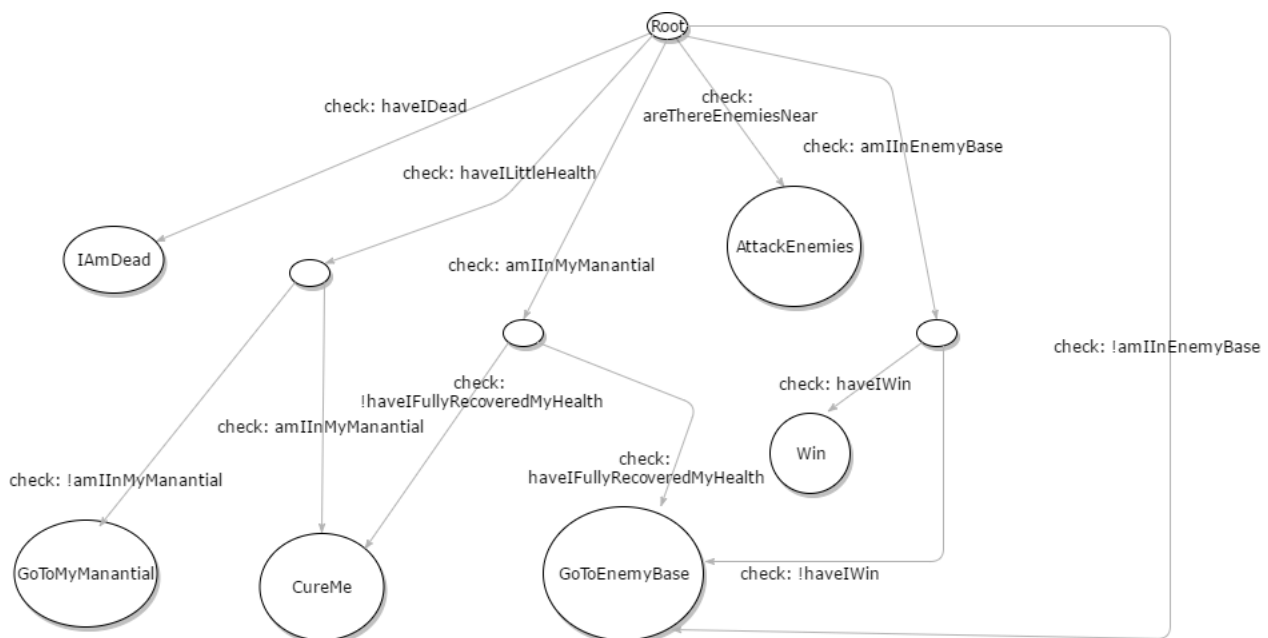 Root
check: haveIDead
check:
areThereEnemiesNear
check: amIInEnemyBase
check: haveILittleHealth
AttackEnemies
IAmDead
check: amIInMyManantial
check: !amIInEnemyBase
check:
!haveIFullyRecoveredMyHealth
check: haveIWin
check: amIInMyManantial
Win
check:
haveIFullyRecoveredMyHealth
check: !amIInMyManantial
GoToMyManantial
CureMe
GoToEnemyBase
check: !haveIWin